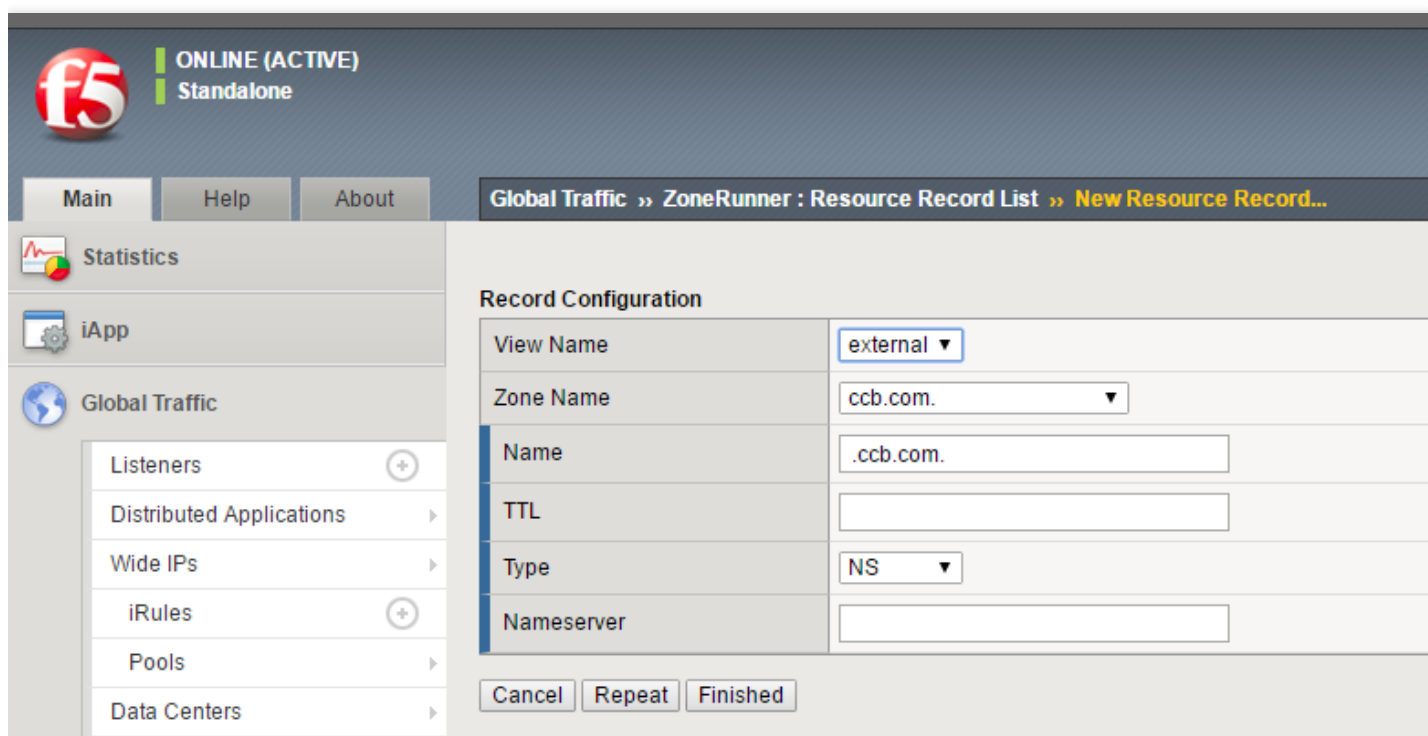 f5
ONLINE (ACTIVE)
Standalone
Main
Help
About
Global Traffic ›› ZoneRunner : Resource Record List ›› New Resource Record...
Statistics
iApp
Global Traffic
Listeners
Distributed Applications
Wide IPs
iRules
Pools
Data Centers
Record Configuration
View Name
external
Zone Name
ccb.com.
Name
.ccb.com.
TTL
Type
NS
Nameserver
Cancel
Repeat
Finished